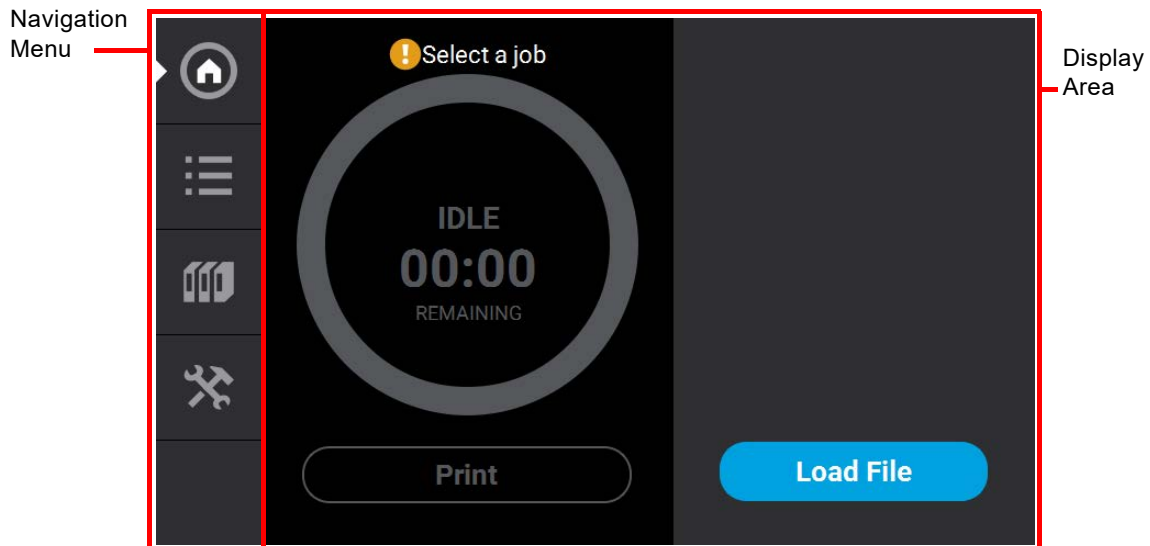 Navigation
Menu
Select a job
Display
Area
IDLE
00:00
REMAINING
Print
Load File